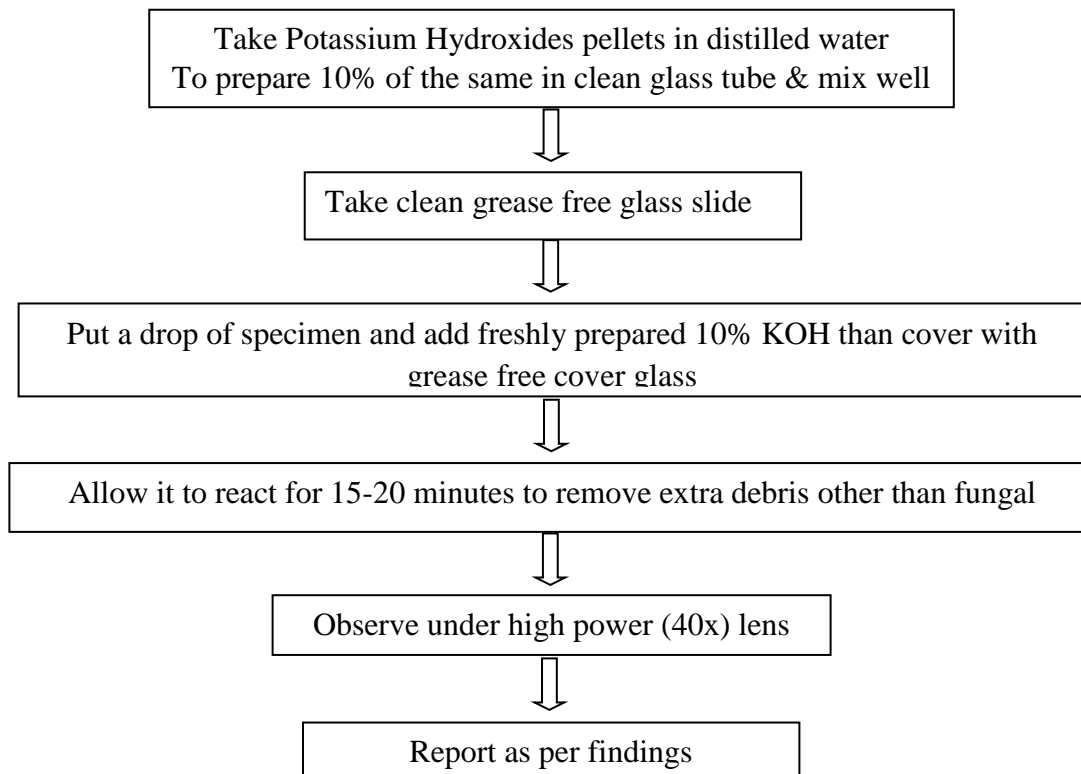 Take Potassium Hydroxides pellets in distilled water
To prepare 10% of the same in clean glass tube & mix well
Take clean grease free glass slide
Put a drop of specimen and add freshly prepared 10% KOH than cover with
grease free cover glass
Allow it to react for 15-20 minutes to remove extra debris other than fungal
Observe under high power (40x) lens
Report as per findings